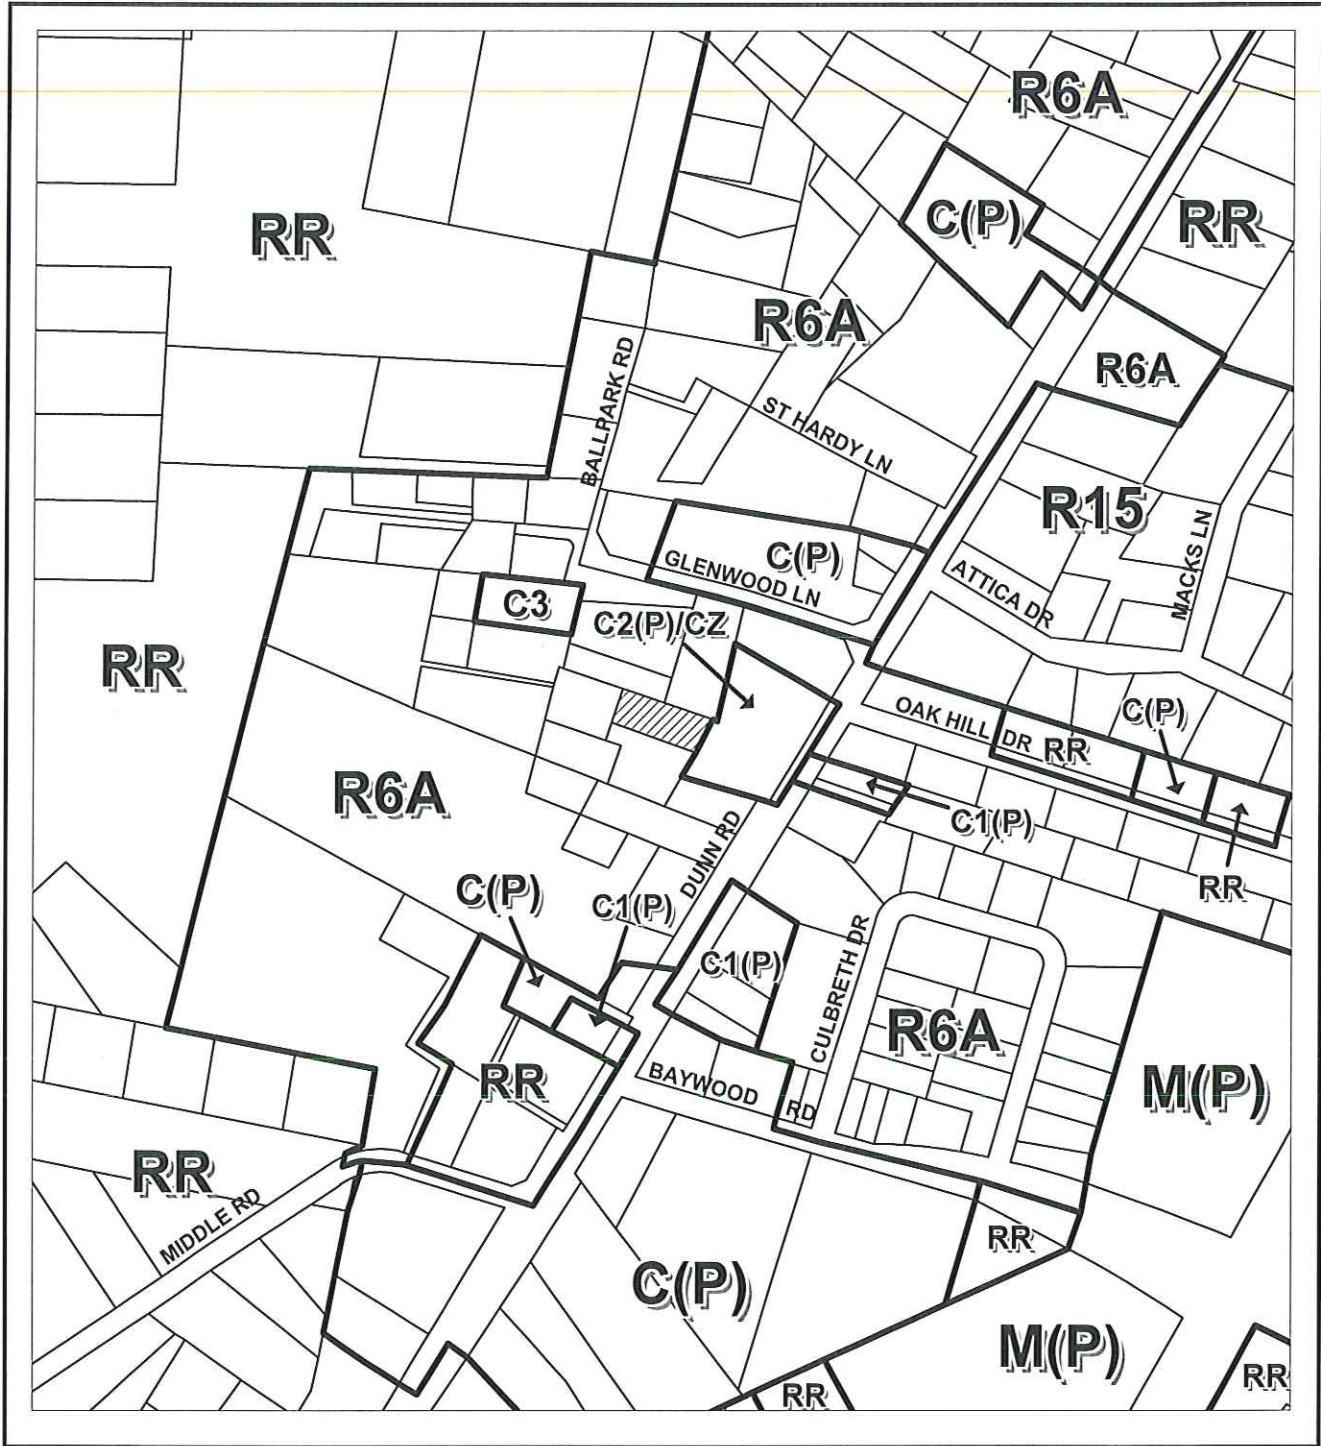 R6A
C(P)
RR
RR
R6A
R6A
BALLPARK RD
ST HARDY LN
R15
MACKS LN
C(P)
GLENWOOD LN
ATTICA DR
C3
C2(P)/CZ
RR
OAK HILL DR
RR
C(P)
R6A
C1(P)
RR
DUNN RD
C(P)
C1(P)
C1(P)
CULBRETH DR
R6A
RR
BAYWOOD RD
M(P)
RR
MIDDLE RD
RR
C(P)
M(P)
RR
RR